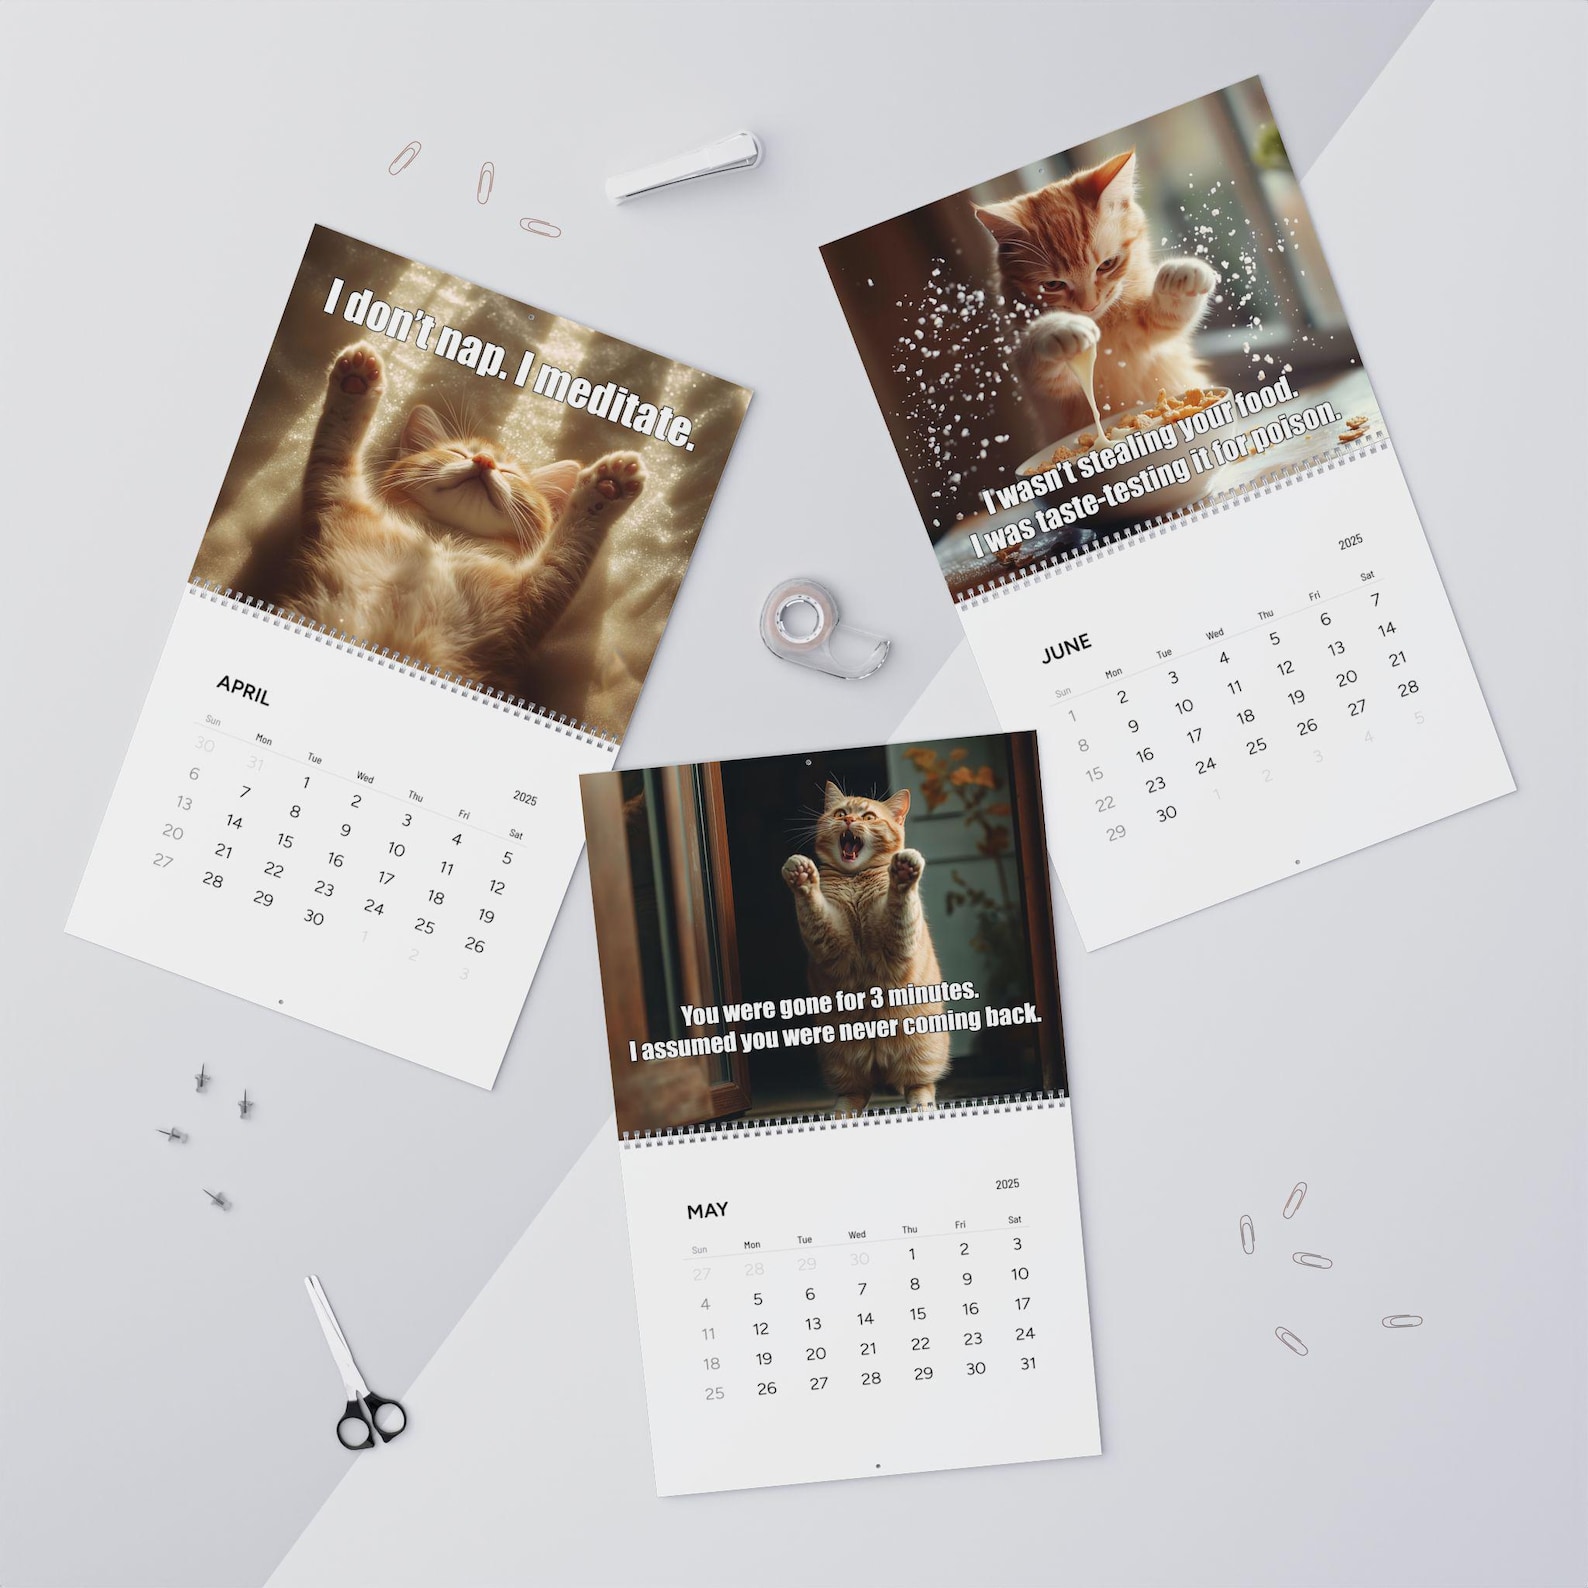 I don't nap. I meditate.
APRIL
2025
Sun Mon Tue Wed Thu Fri Sat
30 31 1 2 3 4 5
6 7 8 9 10 11 12
13 14 15 16 17 18 19
20 21 22 23 24 25 26
27 28 29 30 1 2 3
I wasn't stealing your food.
I was taste-testing it for poison.
JUNE
2025
Sun Mon Tue Wed Thu Fri Sat
1 2 3 4 5 6 7
8 9 10 11 12 13 14
15 16 17 18 19 20 21
22 23 24 25 26 27 28
29 30 1 2 3 4 5
You were gone for 3 minutes.
I assumed you were never coming back.
MAY
2025
Sun Mon Tue Wed Thu Fri Sat
27 28 29 30 1 2 3
4 5 6 7 8 9 10
11 12 13 14 15 16 17
18 19 20 21 22 23 24
25 26 27 28 29 30 31